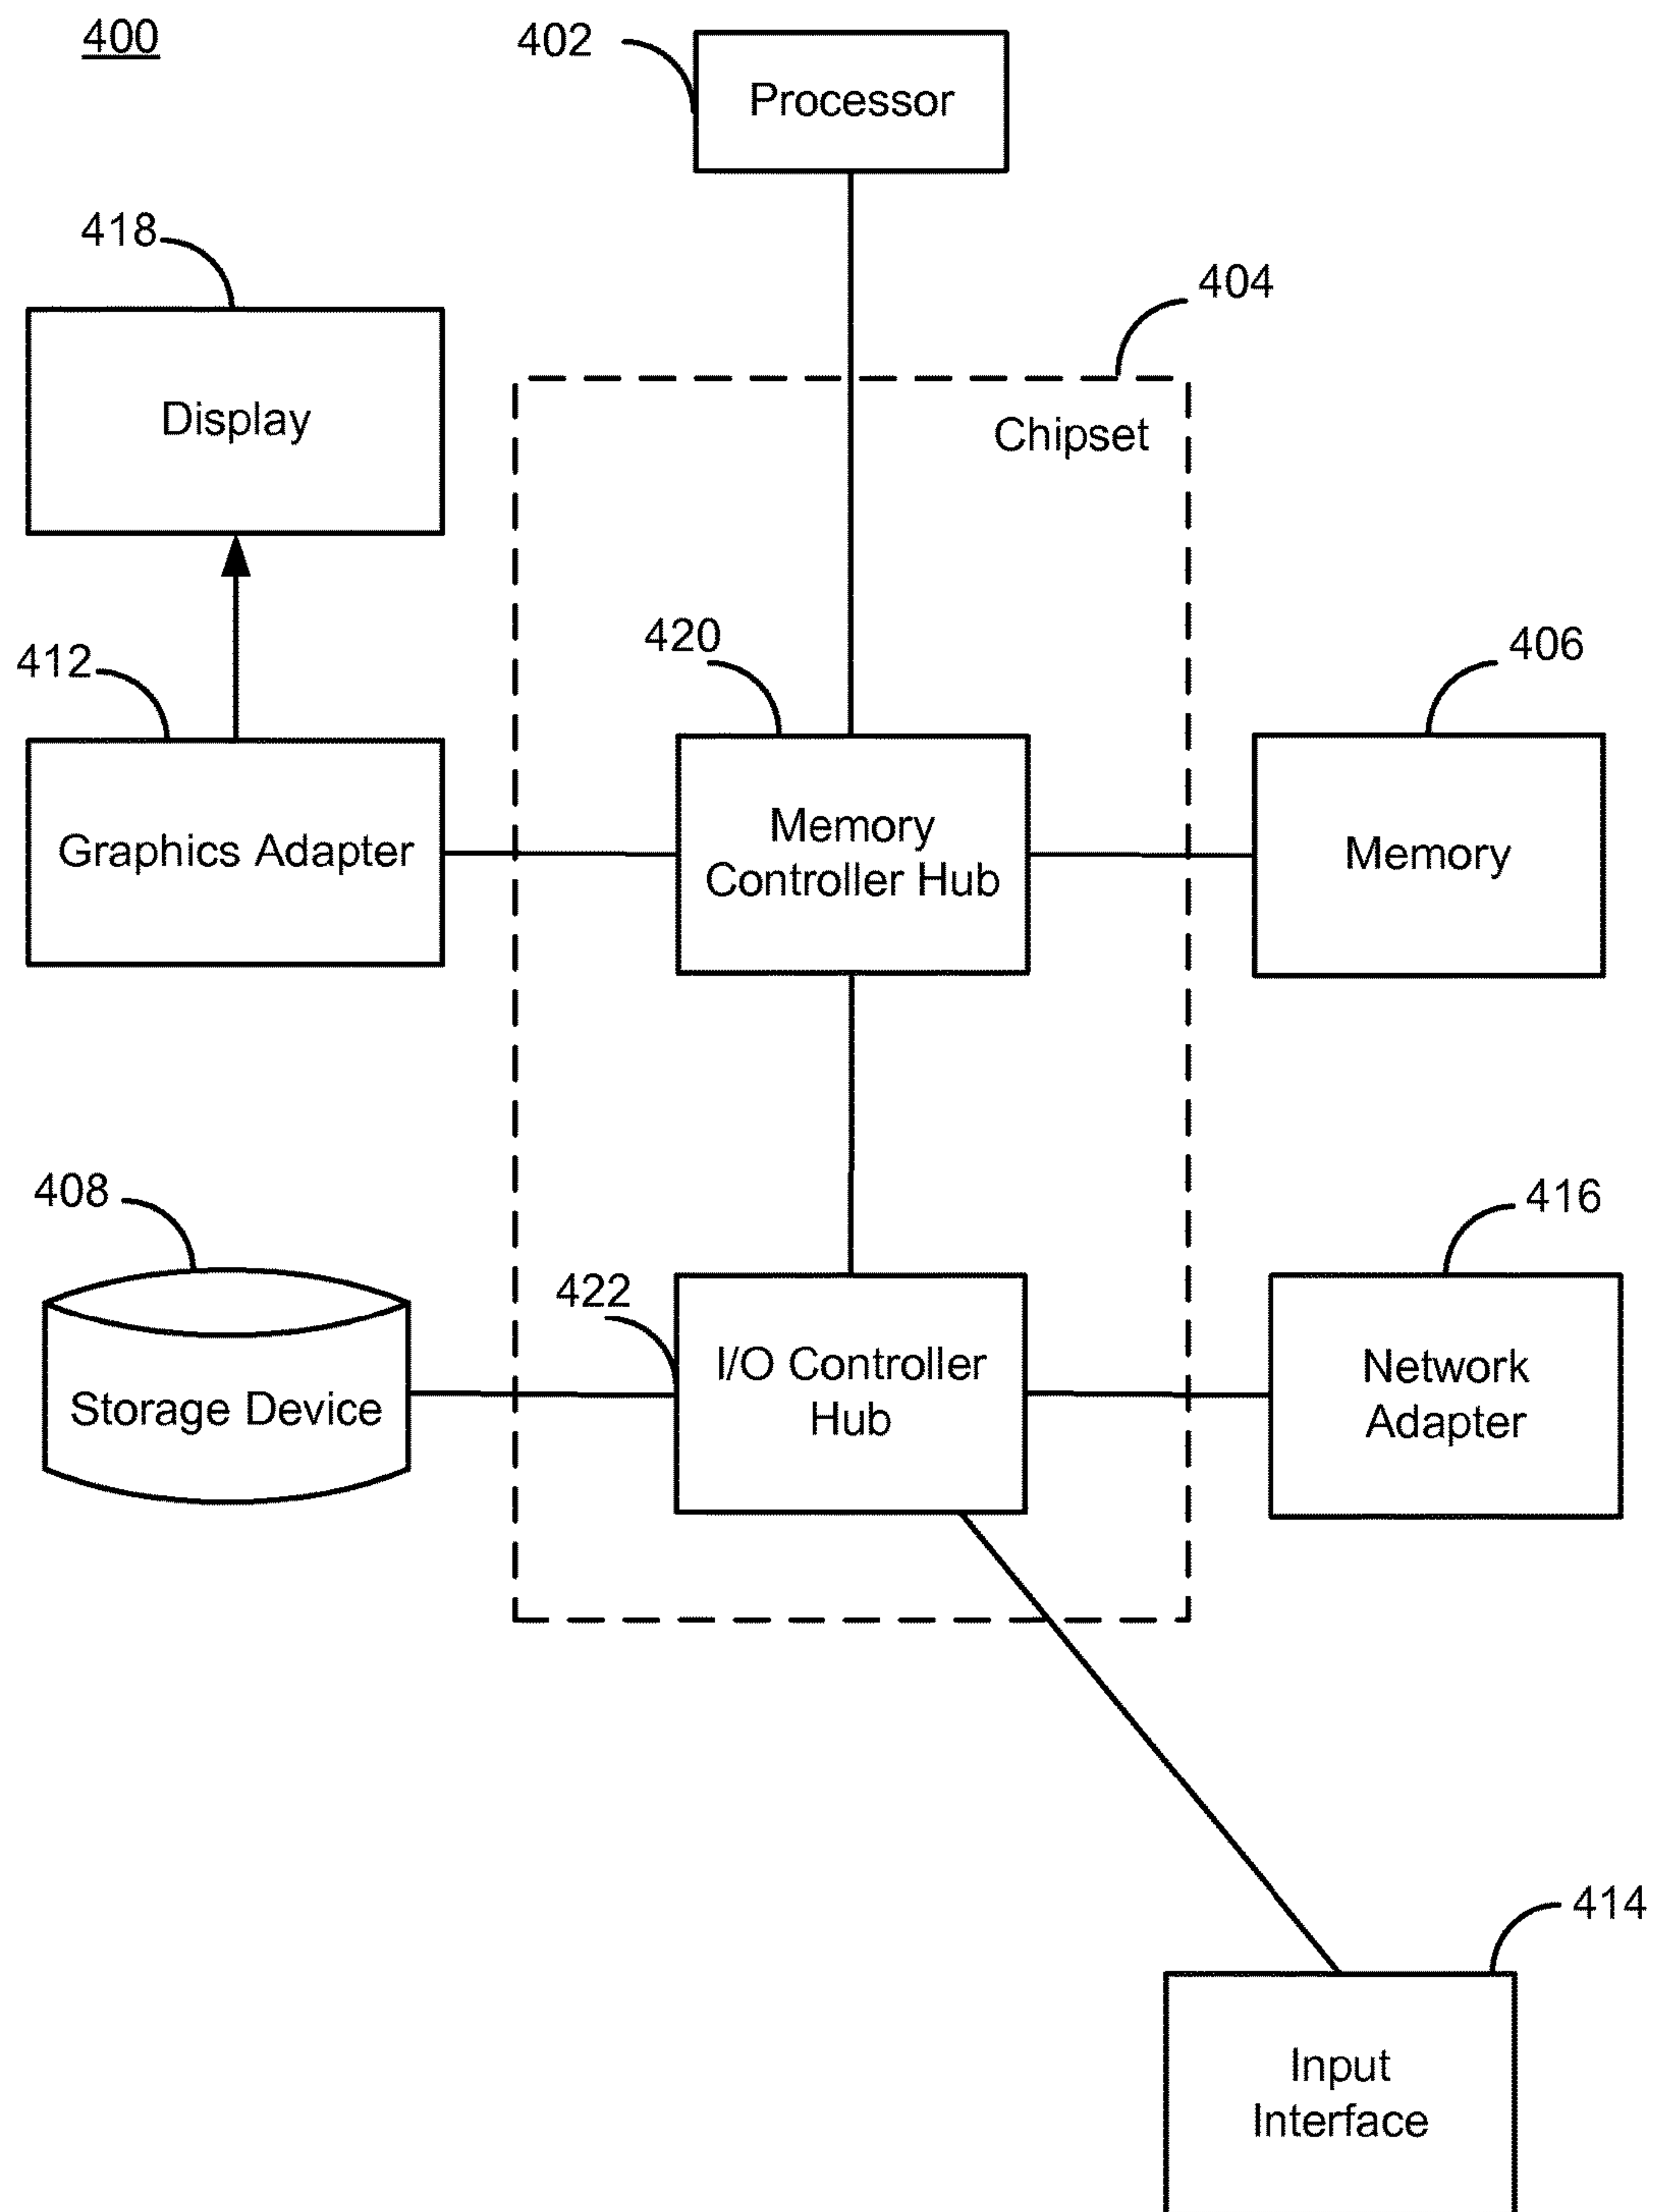 400
402
Processor
418
404
Display
Chipset
412
420
406
Graphics Adapter
Memory
Controller Hub
Memory
408
422
416
Storage Device
I/O Controller
Hub
Network
Adapter
414
Input
Interface